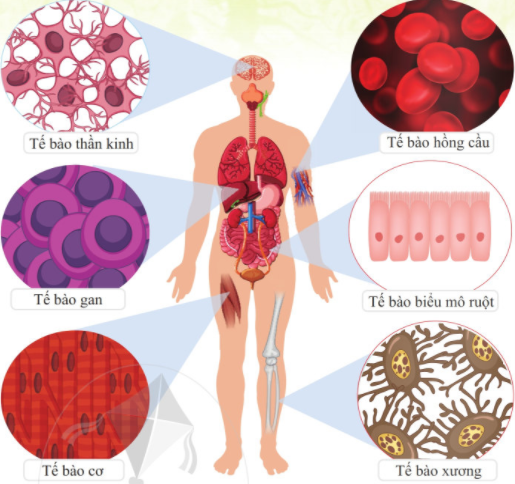 Tế bào thần kinh
Tế bào hồng cầu
Tế bào gan
Tế bào biểu mô ruột
Tế bào cơ
Tế bào xương